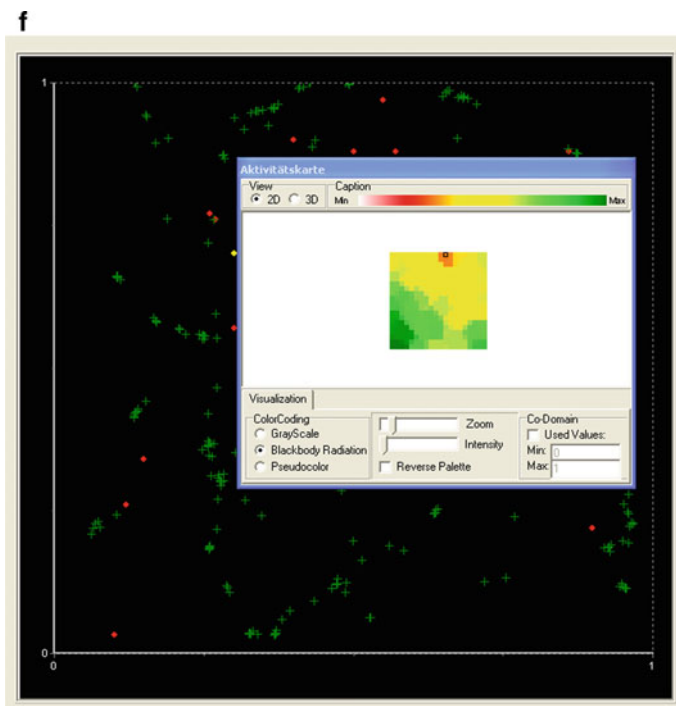 f
1
Aktivitätskarte
View
2D 3D
Caption
Min Max
Visualization
ColorCoding
GrayScale
Blackbody Radiation
Pseudocolor
Zoom
Intensity
Reverse Palette
Co-Domain
Used Values:
Min: 0
Max: 1
0
0 1